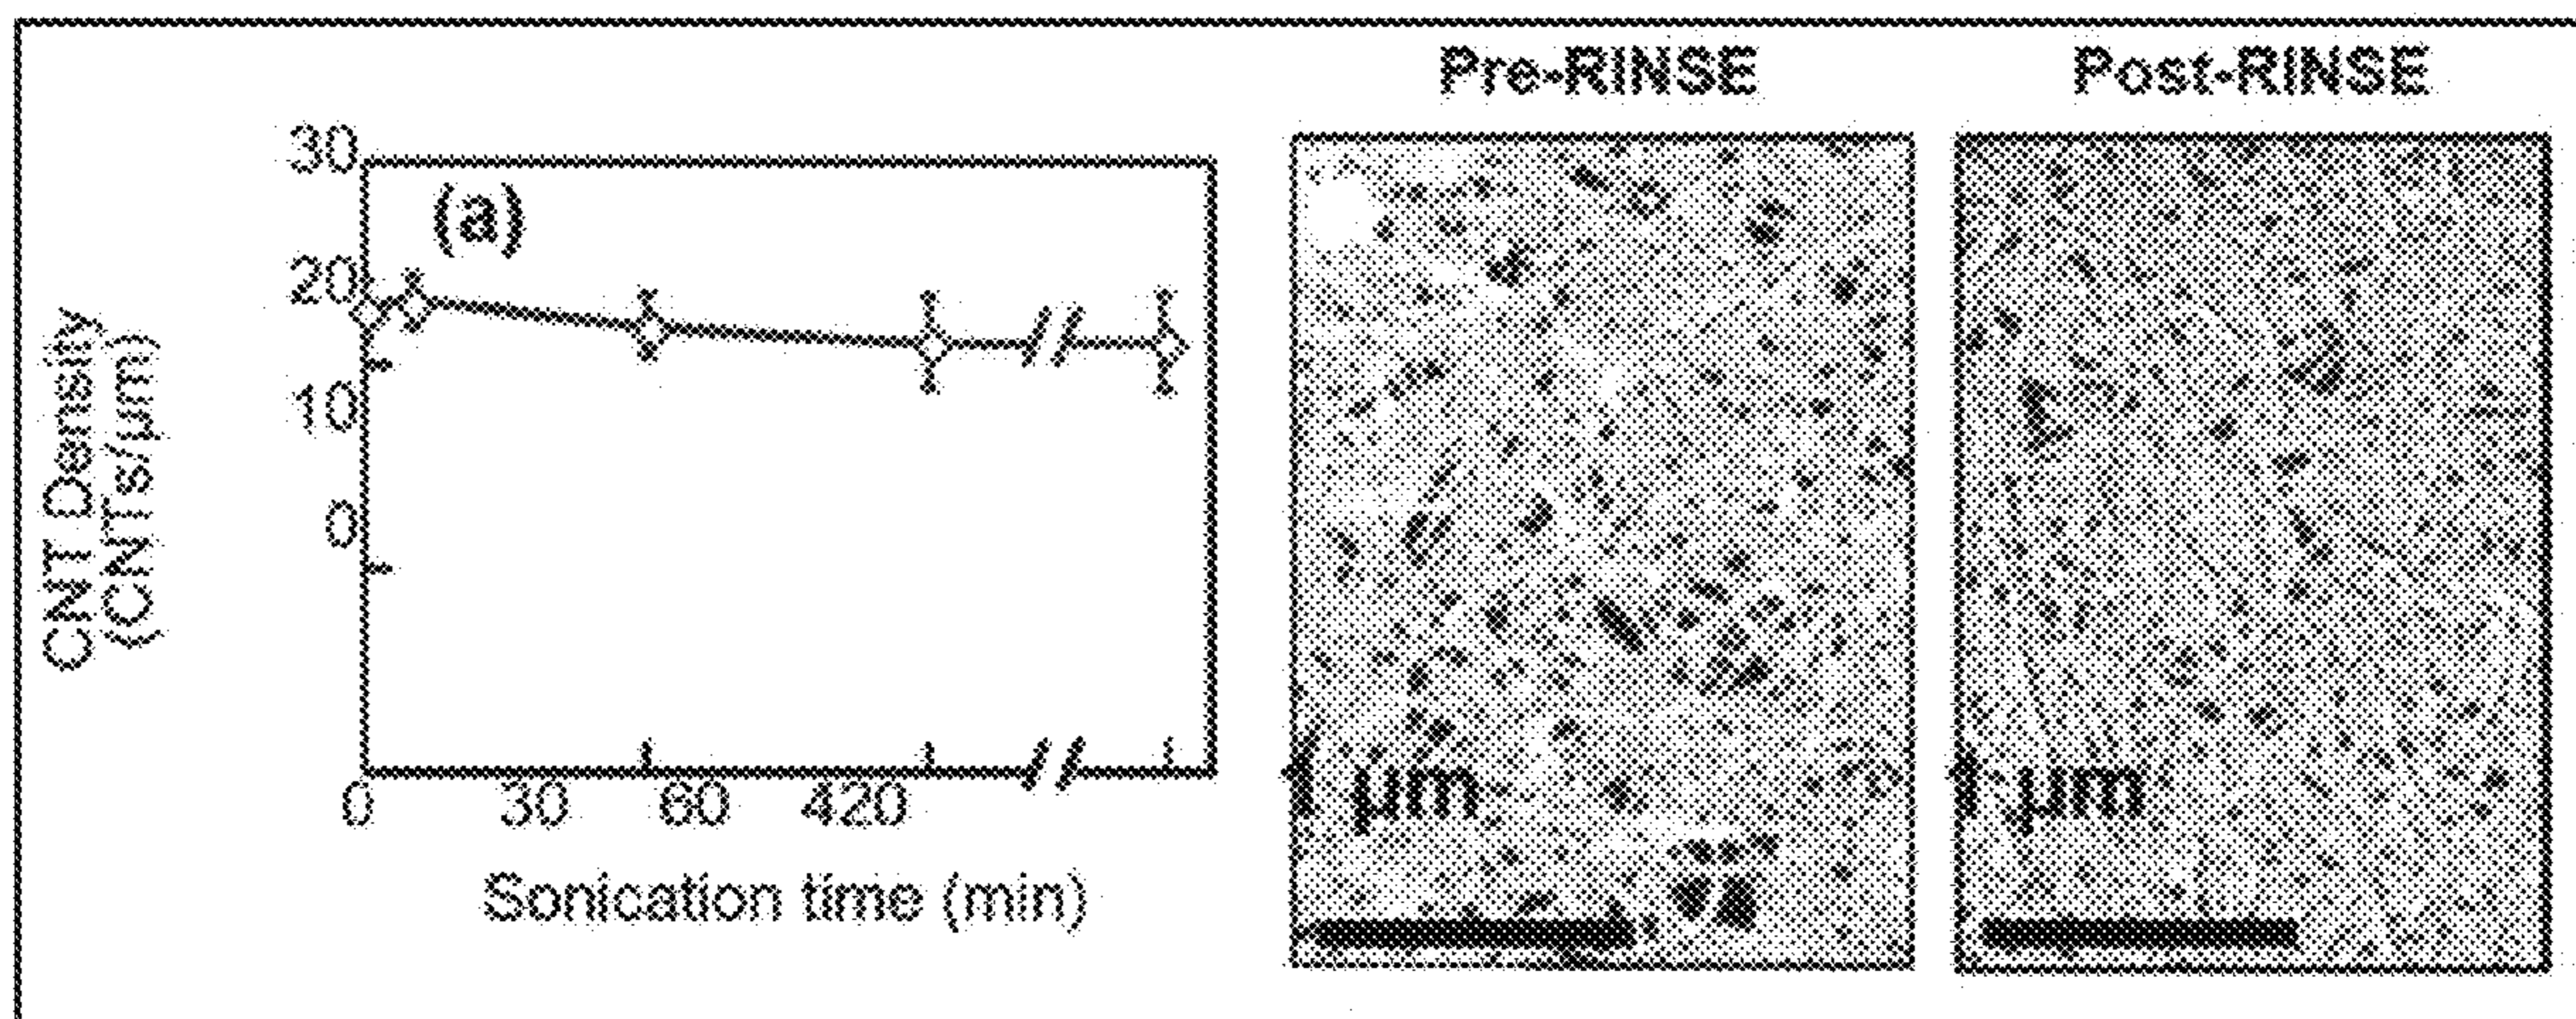 Pre-RINSE
Post-RINSE
30
(a)
20
10
0
CNT Density
(CNTs/μm)
0 30 60 420
Sonication time (min)
1 μm
1 μm